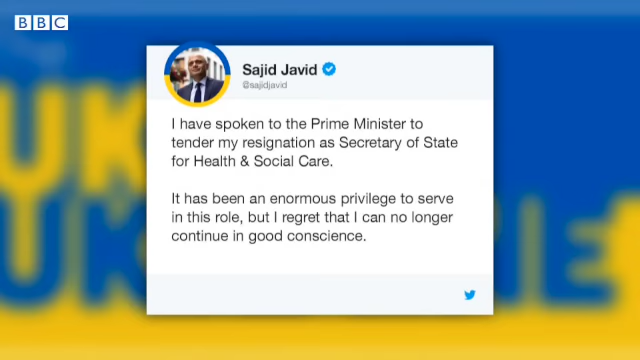 BBC
Sajid Javid
@sajidjavid
I have spoken to the Prime Minister to
tender my resignation as Secretary of State
for Health & Social Care.
It has been an enormous privilege to serve
in this role, but I regret that I can no longer
continue in good conscience.